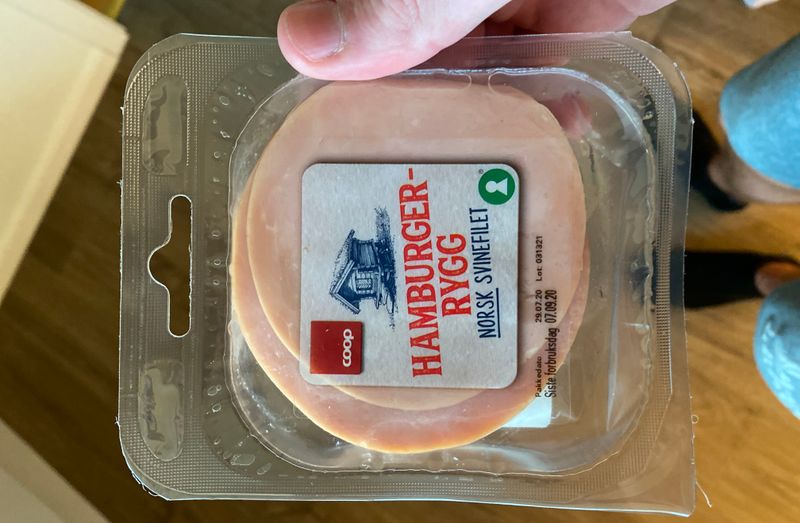 HAMBURGER-
RYGG
NORSK SVINEFILET
coop
Pakkedato: 29.07.20 Lot: 031321
Siste forbruksdag 07.09.20